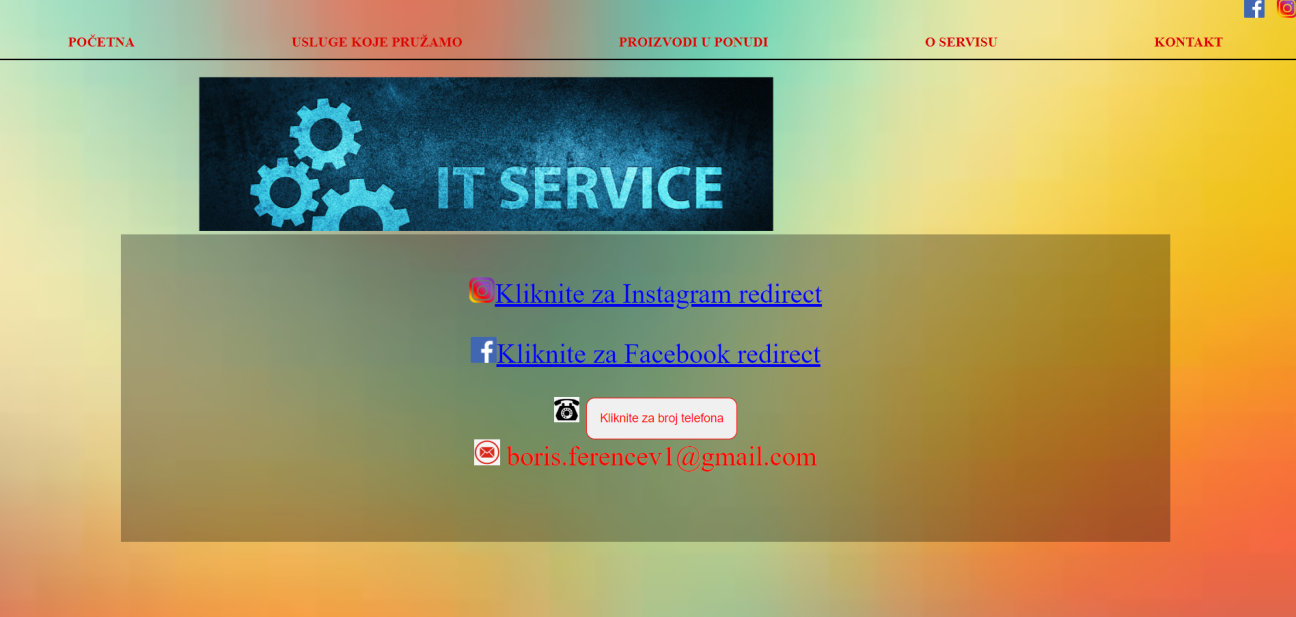 POČETNA USLUGE KOJE PRUŽAMO PROIZVODI U PONUDI O SERVISU KONTAKT
IT SERVICE
Kliknite za Instagram redirect
Kliknite za Facebook redirect
Kliknite za broj telefona
boris.ferencev1@gmail.com